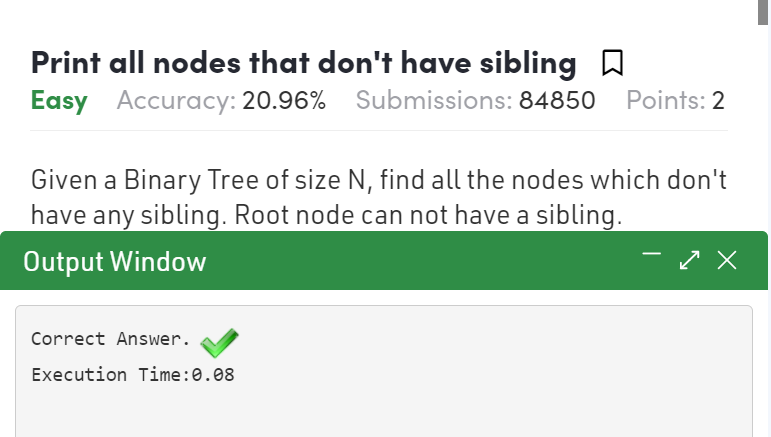 Print all nodes that don't have sibling
Easy Accuracy: 20.96% Submissions: 84850 Points: 2
Given a Binary Tree of size N, find all the nodes which don't
have any sibling. Root node can not have a sibling.
Output Window
Correct Answer.
Execution Time:0.08